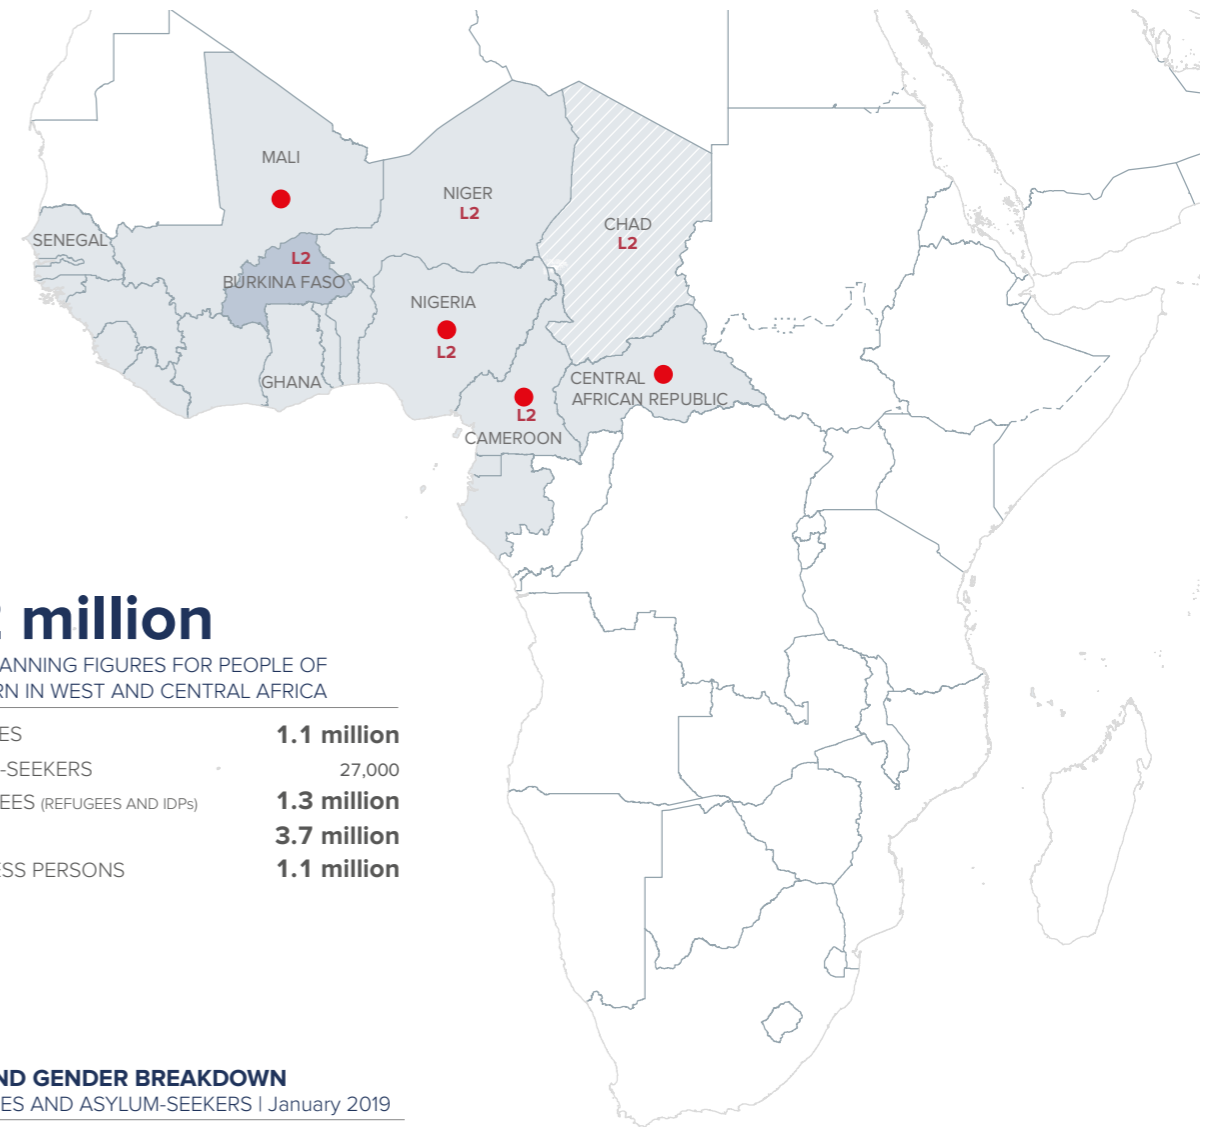 MALI
NIGER
L2
CHAD
L2
SENEGAL
L2
BURKINA FASO
NIGERIA
L2
GHANA
CENTRAL
AFRICAN REPUBLIC
L2
CAMEROON
million
ANNING FIGURES FOR PEOPLE OF
RN IN WEST AND CENTRAL AFRICA
ES 1.1 million
-SEEKERS 27,000
EES (REFUGEES AND IDPs) 1.3 million
3.7 million
ESS PERSONS 1.1 million
ND GENDER BREAKDOWN
ES AND ASYLUM-SEEKERS | January 2019